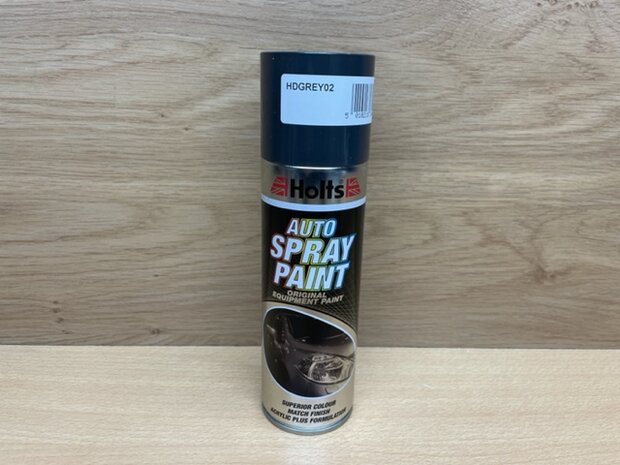 HDGREY02
Holts
AUTO
SPRAY
PAINT
ORIGINAL
EQUIPMENT PAINT
SUPERIOR COLOUR
MATCH FINISH
ACRYLIC PLUS FORMULATION